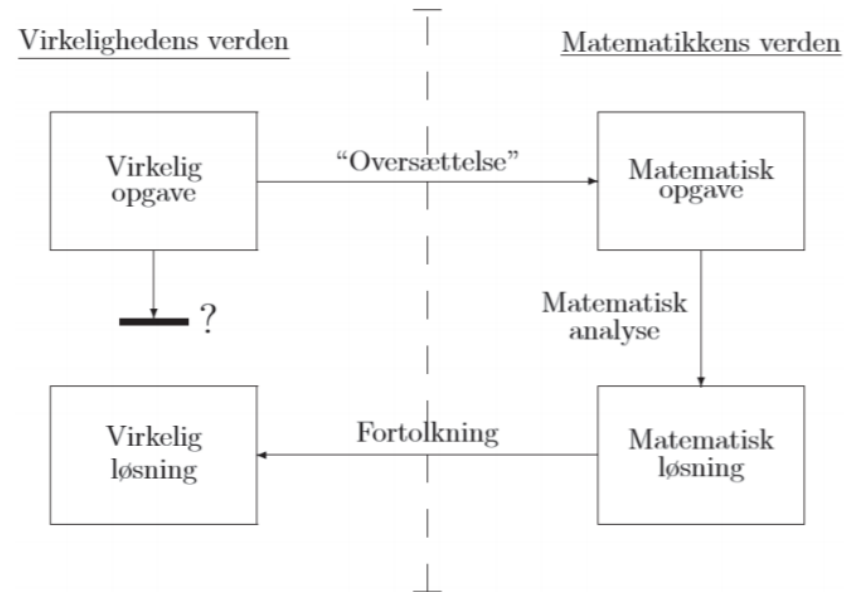 Virkelighedens verden
Matematikkens verden
Virkelig
opgave
“Oversættelse”
Matematisk
opgave
?
Matematisk
analyse
Virkelig
løsning
Fortolkning
Matematisk
løsning